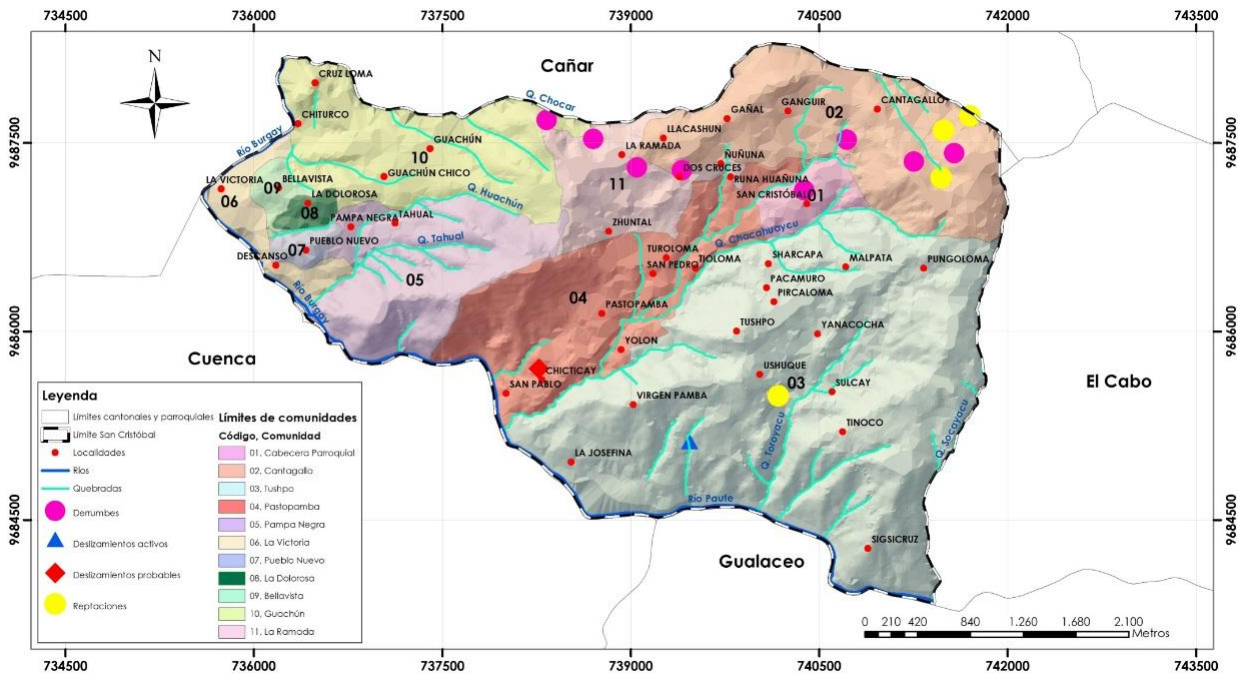 734500 736000 737500 739000 740500 742000 743500
N
Cañar
CRUZ LOMA
Q. Chocar
CANTAGALLO
GANGUIR
GAÑAL
02
CHITURCO
9687500
9687500
LLACASHUN
Río Burgay
GUACHÚN
LA RAMADA
10
ÑUÑUNA
DOS CRUCES
GUACHÚN CHICO
RUNA HUAÑUNA
BELLAVISTA
LA VICTORIA
09
11
06
LA DOLOROSA
Q. Huachún
SAN CRISTÓBAL
01
08
PAMPA NEGRA
TAHUAL
ZHUNTAL
PUEBLO NUEVO
Q. Tahual
Q. Chacahuaycu
07
TUROLOMA
DESCANSO
SHARCAPA
MALPATA
PUNGOLOMA
SAN PEDRO
TIOLOMA
05
PACAMURO
Río Burgay
04
PIRCALOMA
PASTOPAMBA
TUSHPO
YANACOCHA
9686000
9686000
YOLON
Cuenca
CHICTICAY
USHUQUE
03
El Cabo
SAN PABLO
SULCAY
VIRGEN PAMBA
TINOCO
Q. Taroyacu
Q. Socayacu
LA JOSEFINA
Río Paute
9684500
9684500
SIGSICRUZ
Gualaceo
Leyenda
Límites cantonales y parroquiales
Límite San Cristóbal
Localidades
Ríos
Quebradas
Derrumbes
Deslizamientos activos
Deslizamientos probables
Reptaciones
Límites de comunidades
Código, Comunidad
01, Cabecera Parroquial
02, Cantagallo
03, Tushpo
04, Pastopamba
05, Pampa Negra
06, La Victoria
07, Pueblo Nuevo
08, La Dolorosa
09, Bellavista
10, Guachún
11, La Ramada
0 210 420 840 1.260 1.680 2.100
Metros
734500 736000 737500 739000 740500 742000 743500